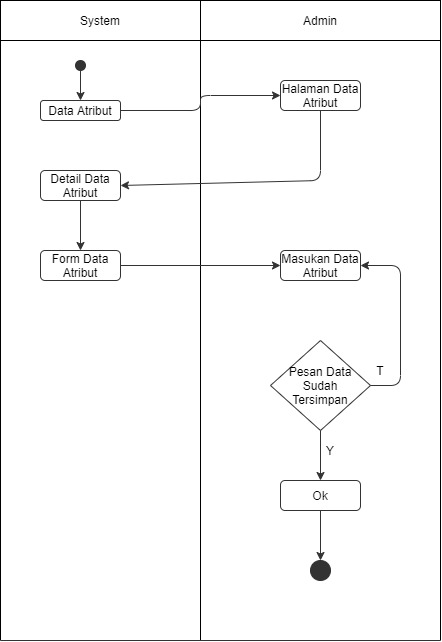 System
Admin
Data Atribut
Halaman Data
Atribut
Detail Data
Atribut
Form Data
Atribut
Masukan Data
Atribut
Pesan Data
Sudah
Tersimpan
T
Y
Ok